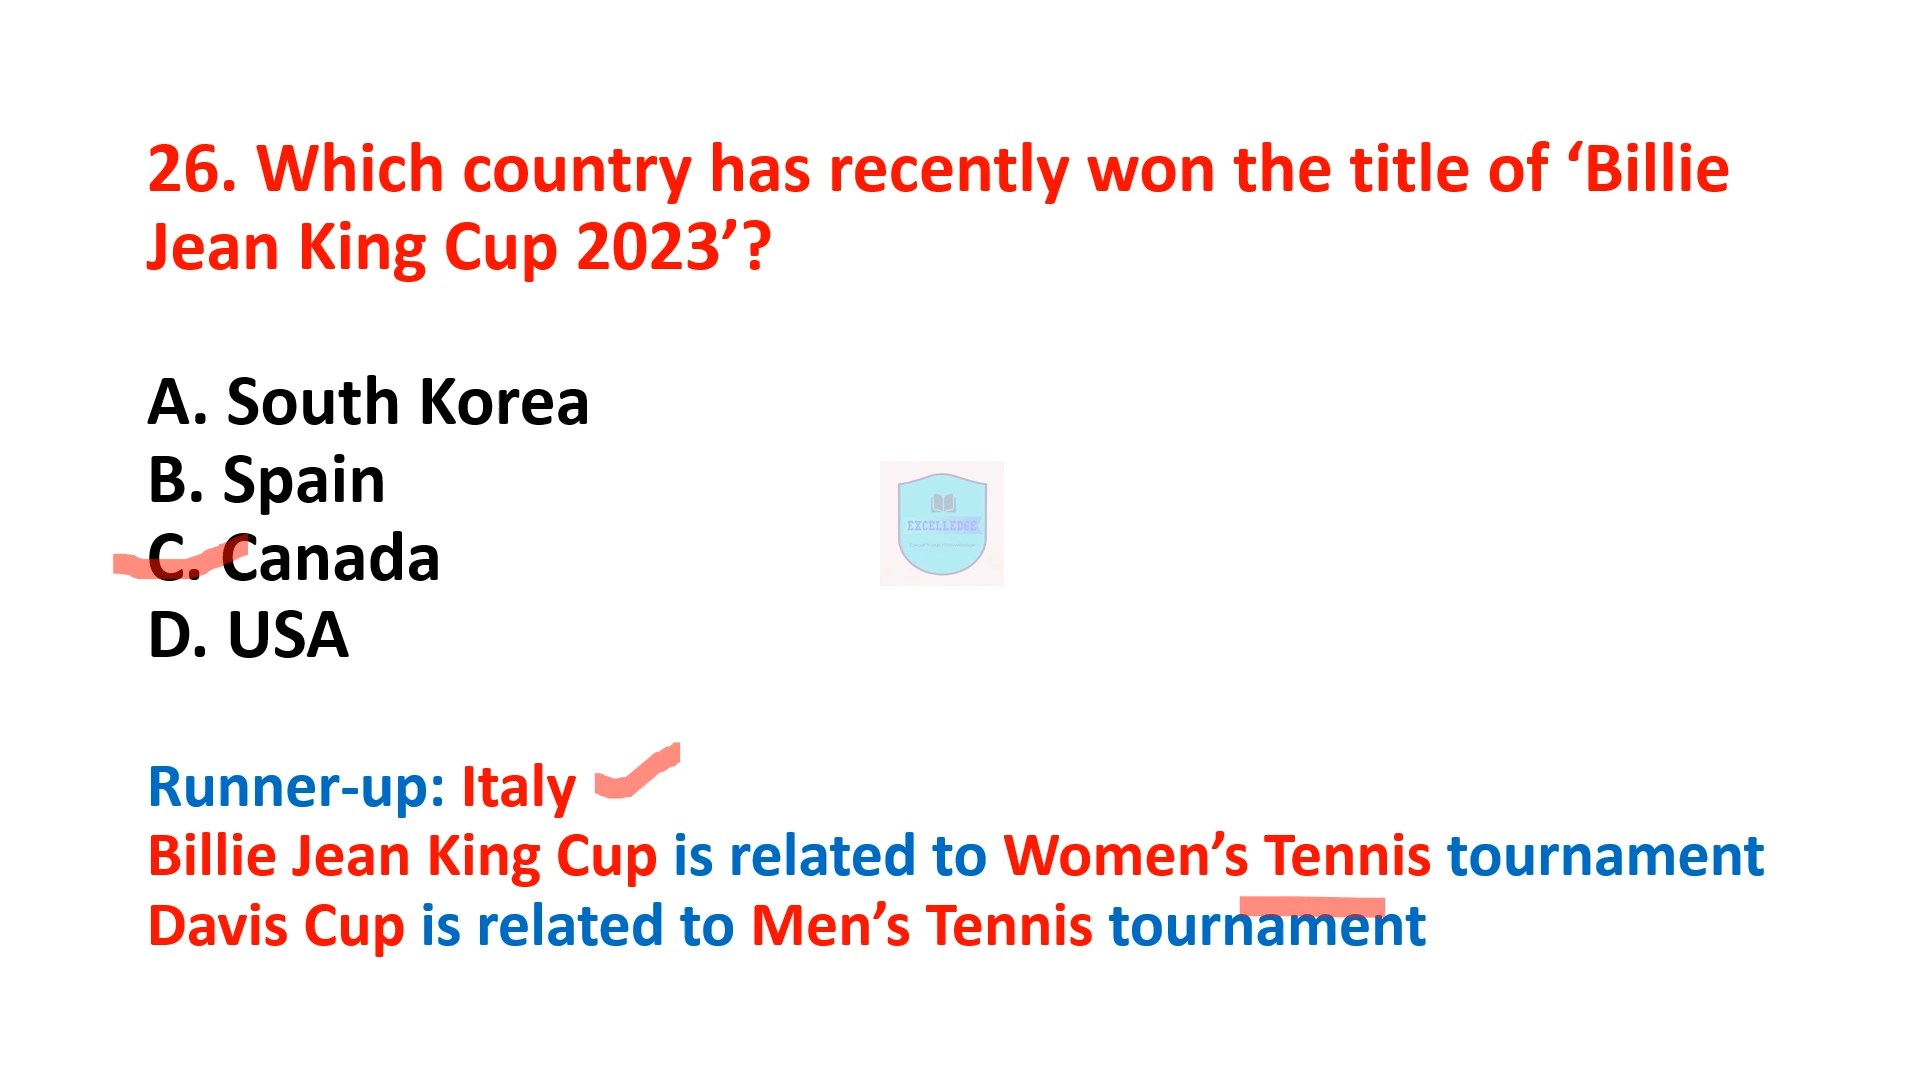 26. Which country has recently won the title of ‘Billie
Jean King Cup 2023’?
A. South Korea
B. Spain
C. Canada
D. USA
EXCELLEDGE
Runner-up: Italy
Billie Jean King Cup is related to Women’s Tennis tournament
Davis Cup is related to Men’s Tennis tournament